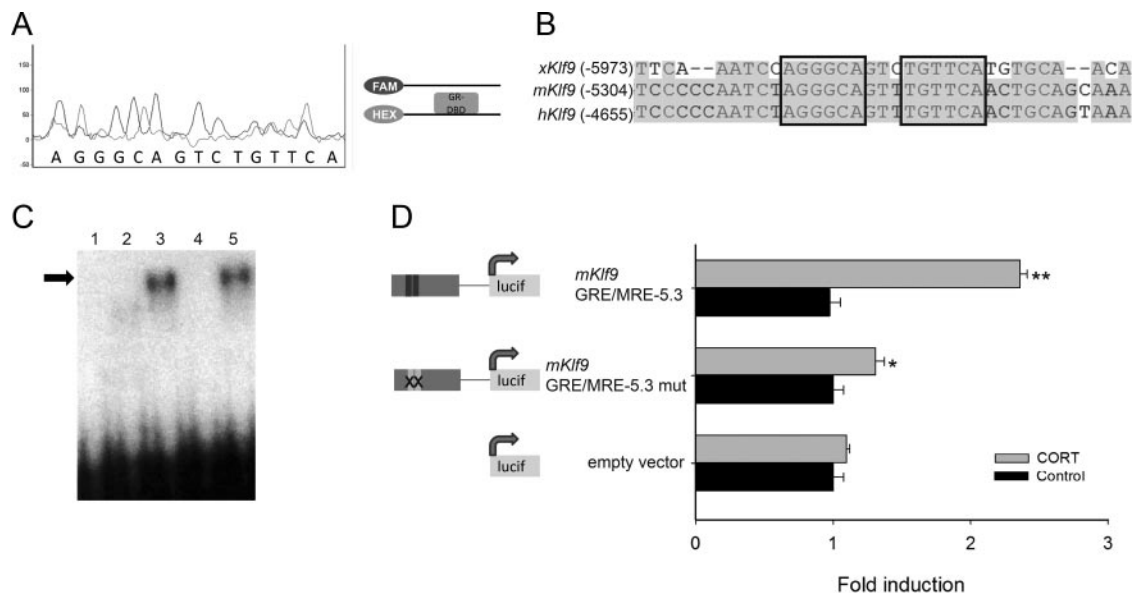 A
150
100
50
0
-50
A G G G C A G T C T G T T C A
FAM
HEX
GR-
DBD
B
xKlf9 (-5973) TTCA--AATCCAGGGCAGTCTGTTCATGTGCA--ACA
mKlf9 (-5304) TCCCCCAATCTAGGGCAGTTTGTTCAACTGCAGCAAA
hKlf9 (-4655) TCCCCCAATCTAGGGCAGTTTGTTCAACTGCAGTAAA
C
1 2 3 4 5
D
lucif
mKlf9
GRE/MRE-5.3
**
XX
lucif
mKlf9
GRE/MRE-5.3 mut
*
lucif
empty vector
CORT
Control
0 1 2 3
Fold induction